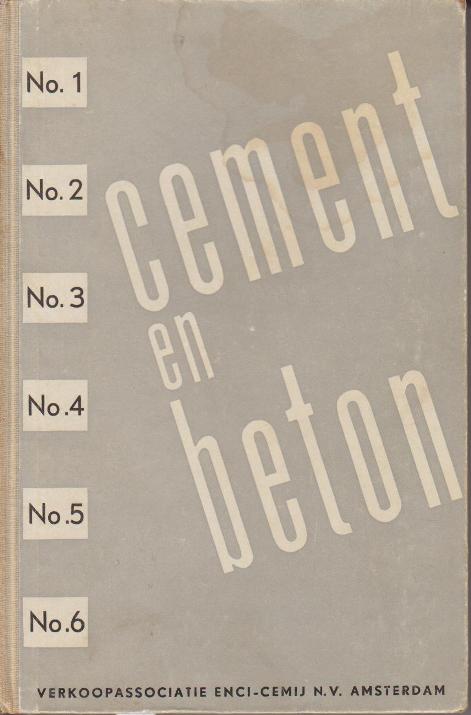 No. 1
No. 2
No. 3
No. 4
No. 5
No. 6
cement
en
beton
VERKOOPASSOCIATIE ENCI-CEMIJ N.V. AMSTERDAM